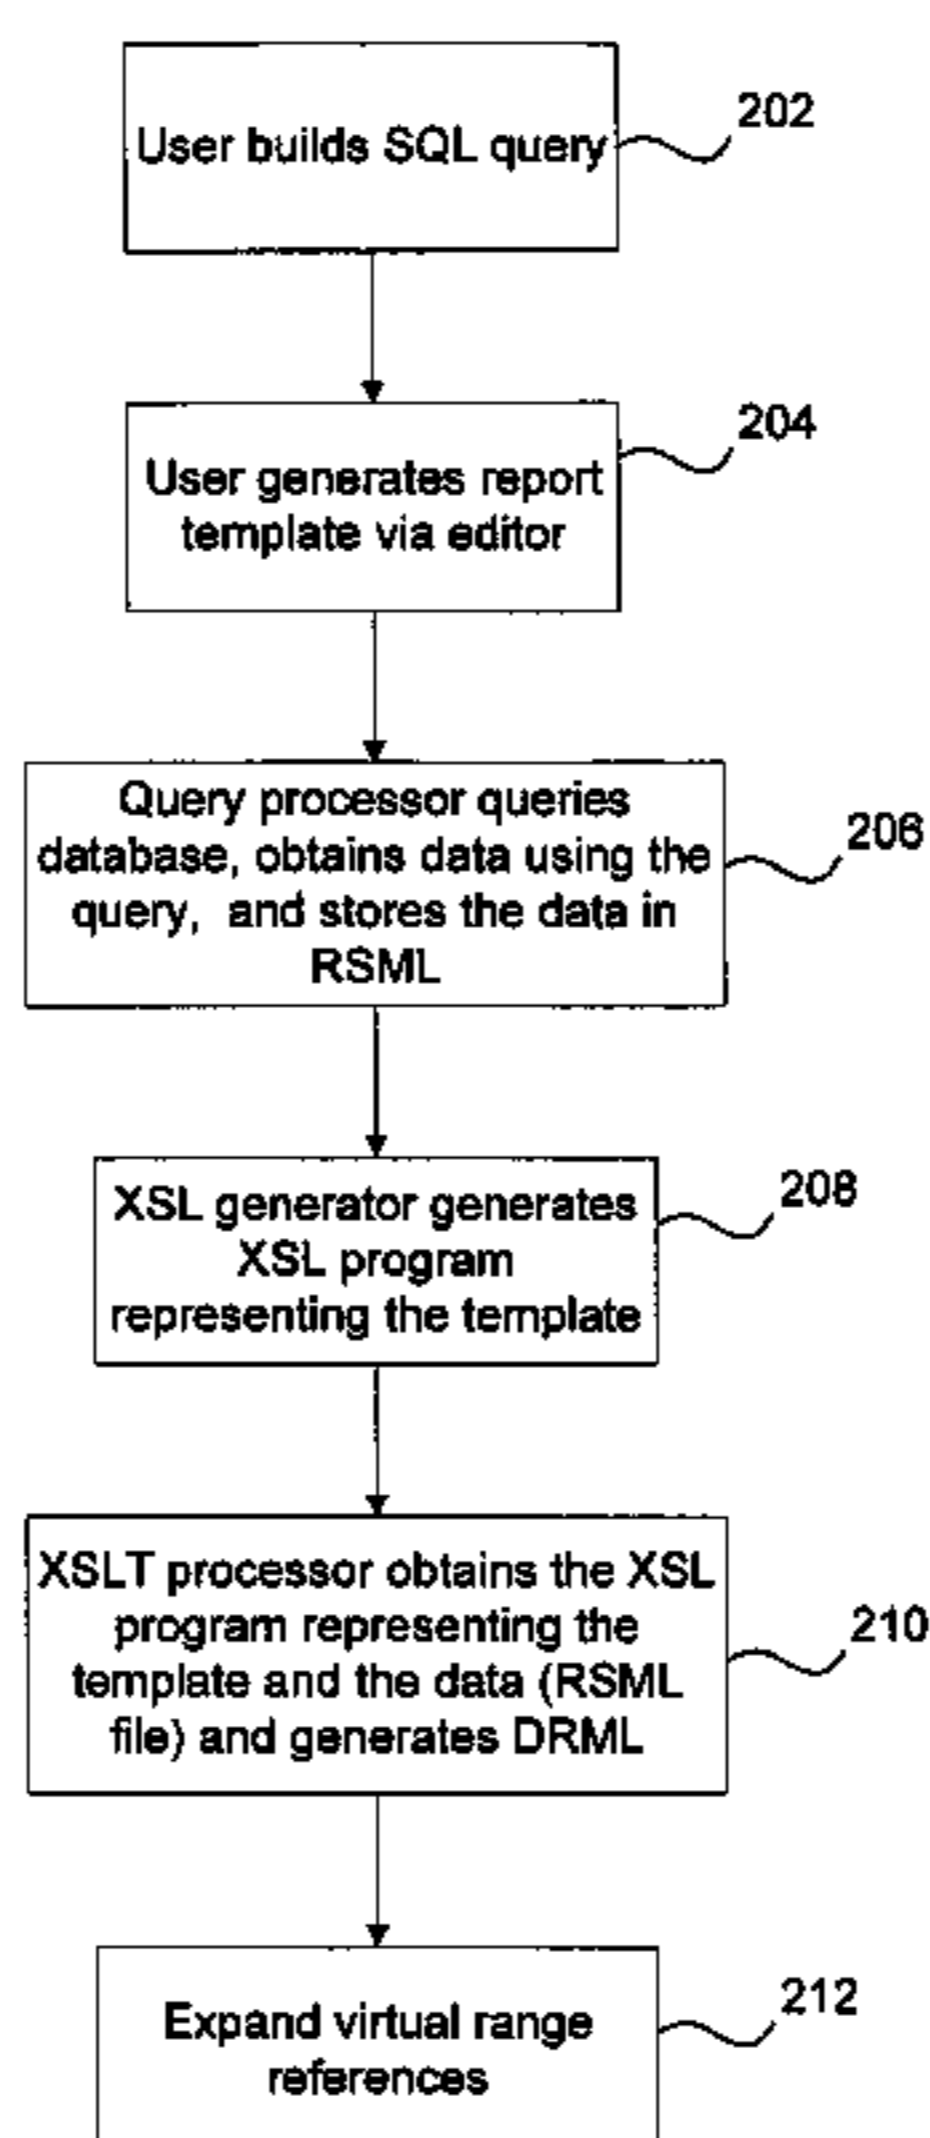 User builds SQL query
202
User generates report
template via editor
204
Query processor queries
database, obtains data using the
query, and stores the data in
RSML
206
XSL generator generates
XSL program
representing the template
208
XSLT processor obtains the XSL
program representing the
template and the data (RSML
file) and generates DRML
210
Expand virtual range
references
212